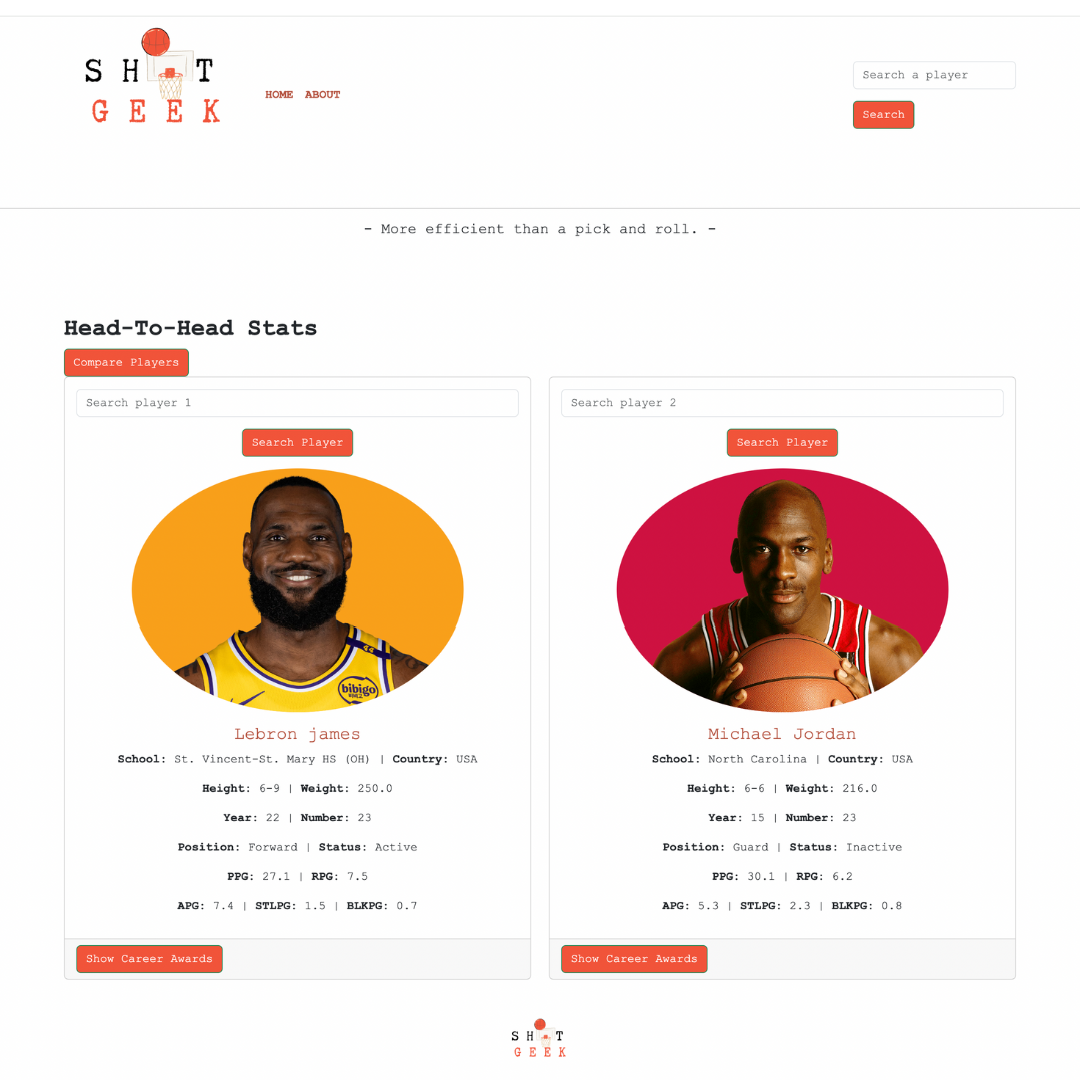 SH T
GEEK
HOME ABOUT
Search a player
Search
- More efficient than a pick and roll. -
Head-To-Head Stats
Compare Players
Search player 1
Search Player
bibigo
Lebron james
School: St. Vincent-St. Mary HS (OH) | Country: USA
Height: 6-9 | Weight: 250.0
Year: 22 | Number: 23
Position: Forward | Status: Active
PPG: 27.1 | RPG: 7.5
APG: 7.4 | STLPG: 1.5 | BLKPG: 0.7
Show Career Awards
Search player 2
Search Player
Michael Jordan
School: North Carolina | Country: USA
Height: 6-6 | Weight: 216.0
Year: 15 | Number: 23
Position: Guard | Status: Inactive
PPG: 30.1 | RPG: 6.2
APG: 5.3 | STLPG: 2.3 | BLKPG: 0.8
Show Career Awards
SH T
GEEK